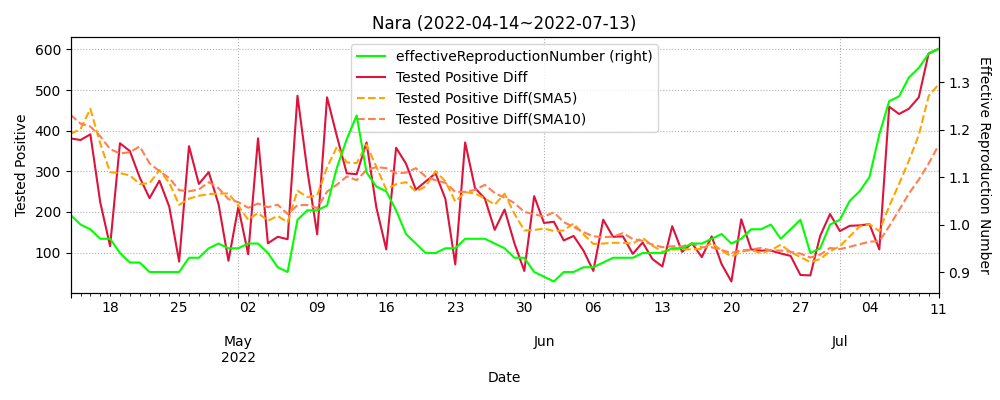 Nara (2022-04-14~2022-07-13)
effectiveReproductionNumber (right)
Tested Positive Diff
Tested Positive Diff(SMA5)
Tested Positive Diff(SMA10)
Tested Positive
600
500
400
300
200
100
Effective Reproduction Number
1.3
1.2
1.1
1.0
0.9
18 25 02 09 16 23 30 06 13 20 27 04 11
May Jun Jul
2022
Date